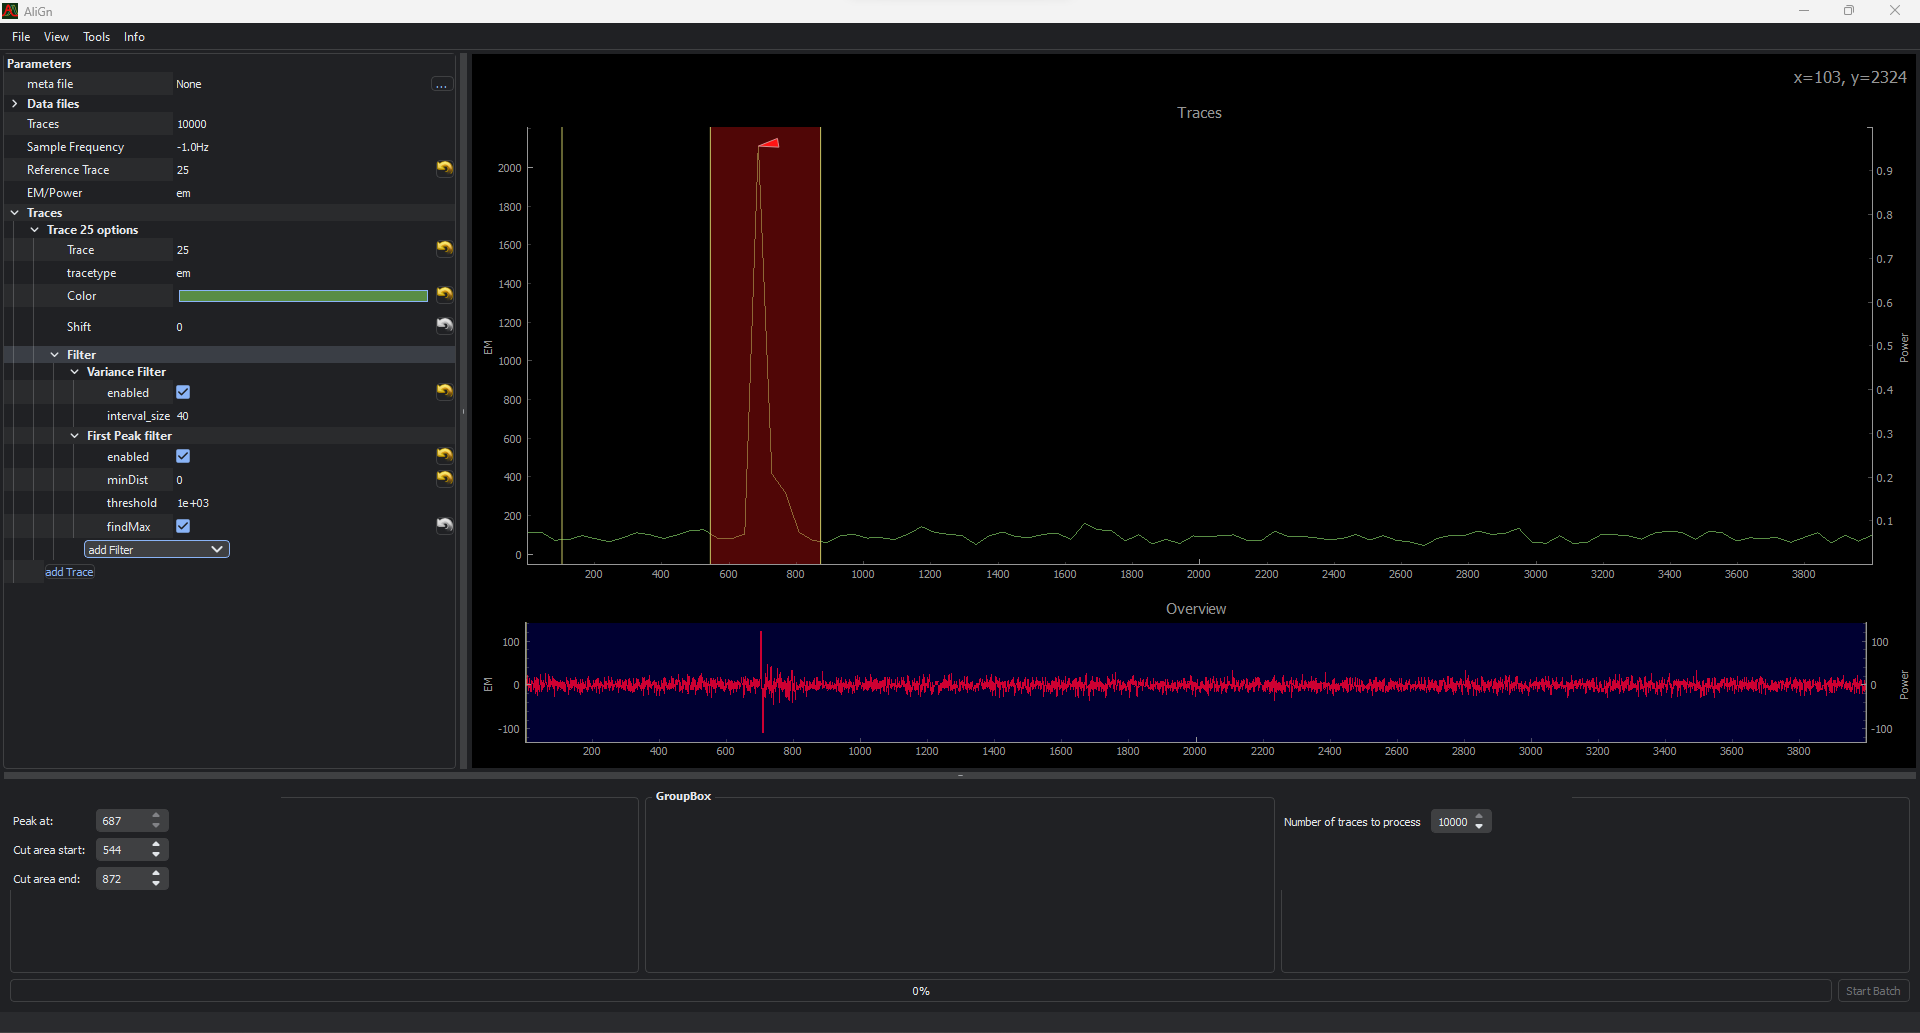 AliGn
File View Tools Info
Parameters
meta file None ...
Data files
Traces 10000
Sample Frequency -1.0Hz
Reference Trace 25
EM/Power em
Traces
Trace 25 options
Trace 25
tracetype em
Color
Shift 0
Filter
Variance Filter
enabled
interval_size 40
First Peak filter
enabled
minDist 0
threshold 1e+03
findMax
add Filter
add Trace
x=103, y=2324
Traces
2000
1800
1600
1400
1200
1000
800
600
400
200
0
EM
0.9
0.8
0.7
0.6
0.5
0.4
0.3
0.2
0.1
Power
200 400 600 800 1000 1200 1400 1600 1800 2000 2200 2400 2600 2800 3000 3200 3400 3600 3800
Overview
100
0
-100
EM
100
0
-100
Power
200 400 600 800 1000 1200 1400 1600 1800 2000 2200 2400 2600 2800 3000 3200 3400 3600 3800
Peak at: 687
Cut area start: 544
Cut area end: 872
GroupBox
Number of traces to process 10000
0%
Start Batch